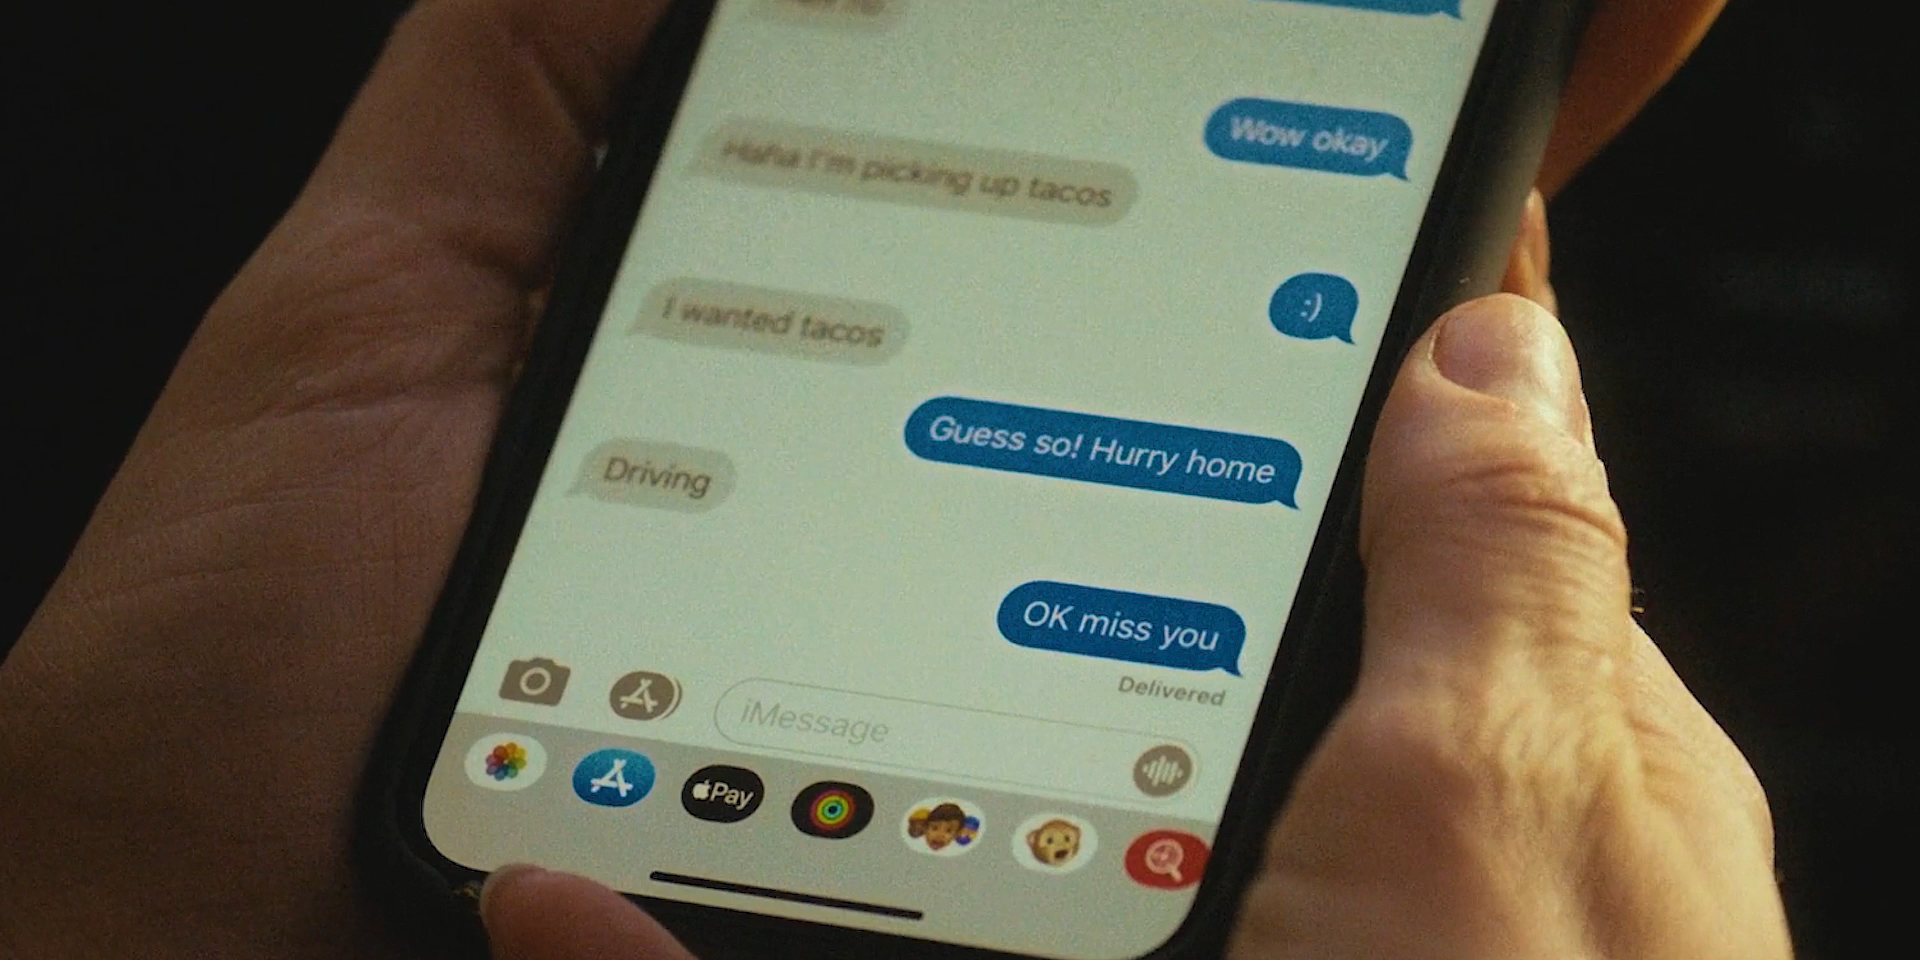 Wow okay
Haha I'm picking up tacos
:)
I wanted tacos
Guess so! Hurry home
Driving
OK miss you
Delivered
iMessage
Pay